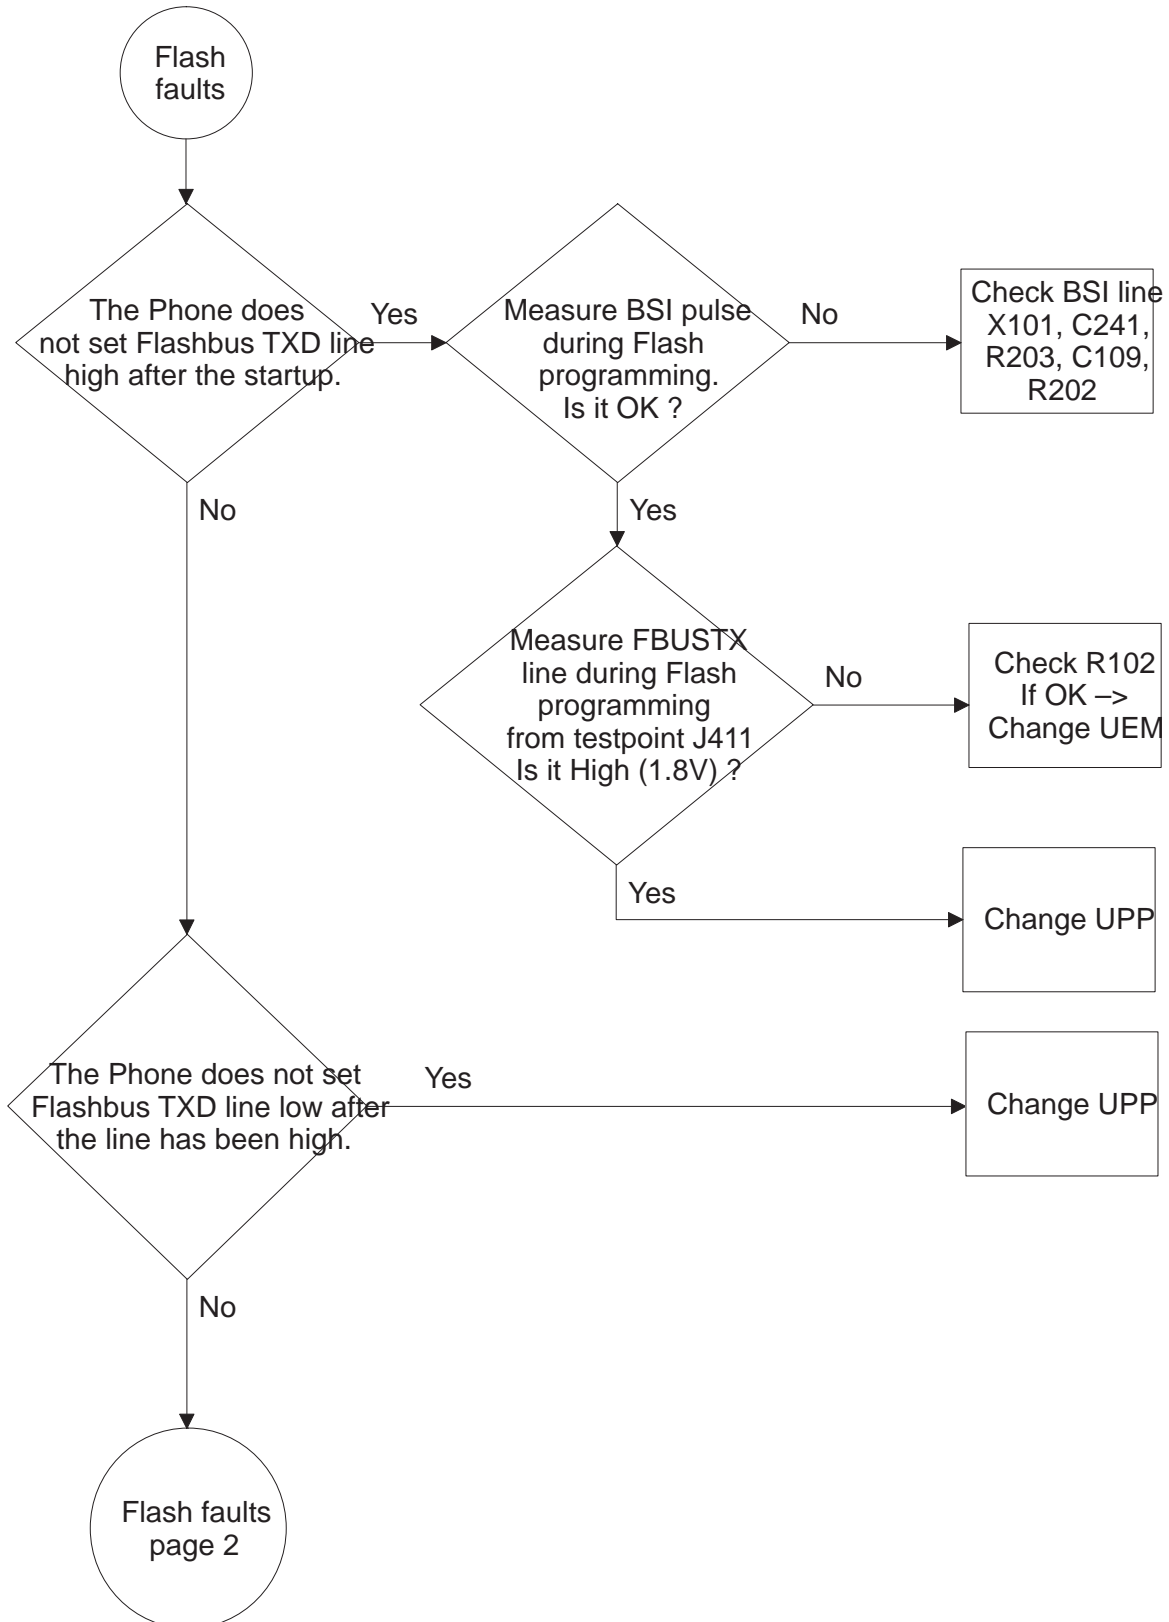 Flash
faults
The Phone does
not set Flashbus TXD line
high after the startup.
Yes
Measure BSI pulse
during Flash
programming.
Is it OK ?
No
Check BSI line
X101, C241,
R203, C109,
R202
No
Yes
Measure FBUSTX
line during Flash
programming
from testpoint J411
Is it High (1.8V) ?
No
Check R102
If OK –>
Change UEM
Yes
Change UPP
The Phone does not set
Flashbus TXD line low after
the line has been high.
Yes
Change UPP
No
Flash faults
page 2